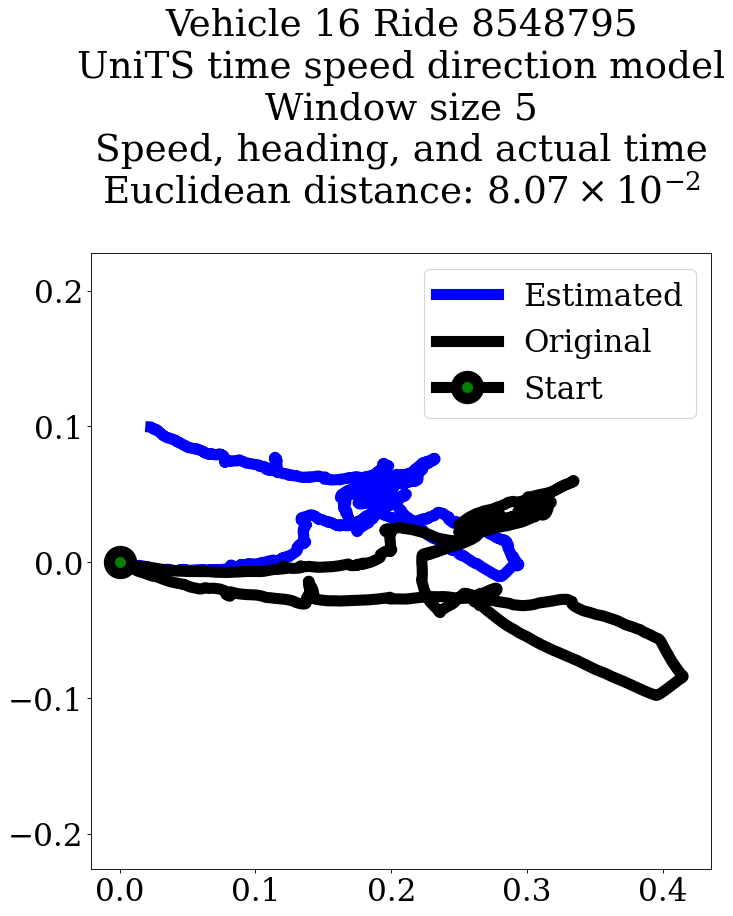 Vehicle 16 Ride 8548795
UniTS time speed direction model
Window size 5
Speed, heading, and actual time
Euclidean distance: 8.07 × 10⁻²
Estimated
Original
Start
0.2
0.1
0.0
−0.1
−0.2
0.0 0.1 0.2 0.3 0.4